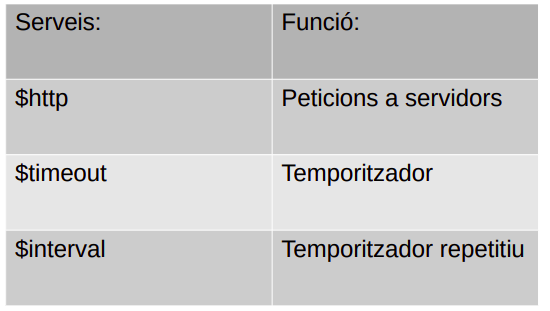 Serveis: Funció:
$http Peticions a servidors
$timeout Temporitzador
$interval Temporitzador repetitiu